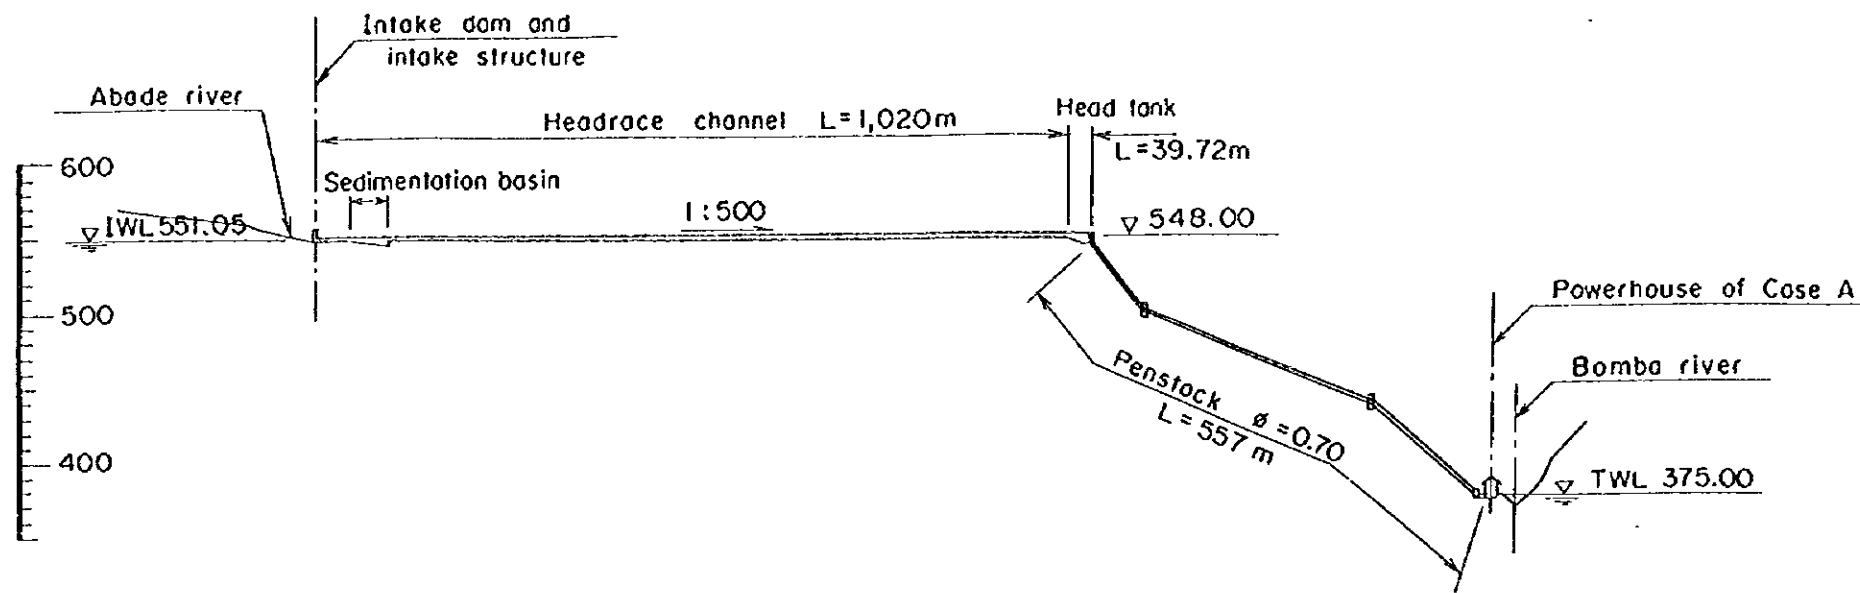 Intake dam and
intake structure
Abade river
Headrace channel L=1,020m
Head tank
L=39.72m
600
Sedimentation basin
IWL 551.05
1:500
548.00
500
Powerhouse of Case A
Bomba river
Penstock ø=0.70
L=557 m
400
TWL 375.00